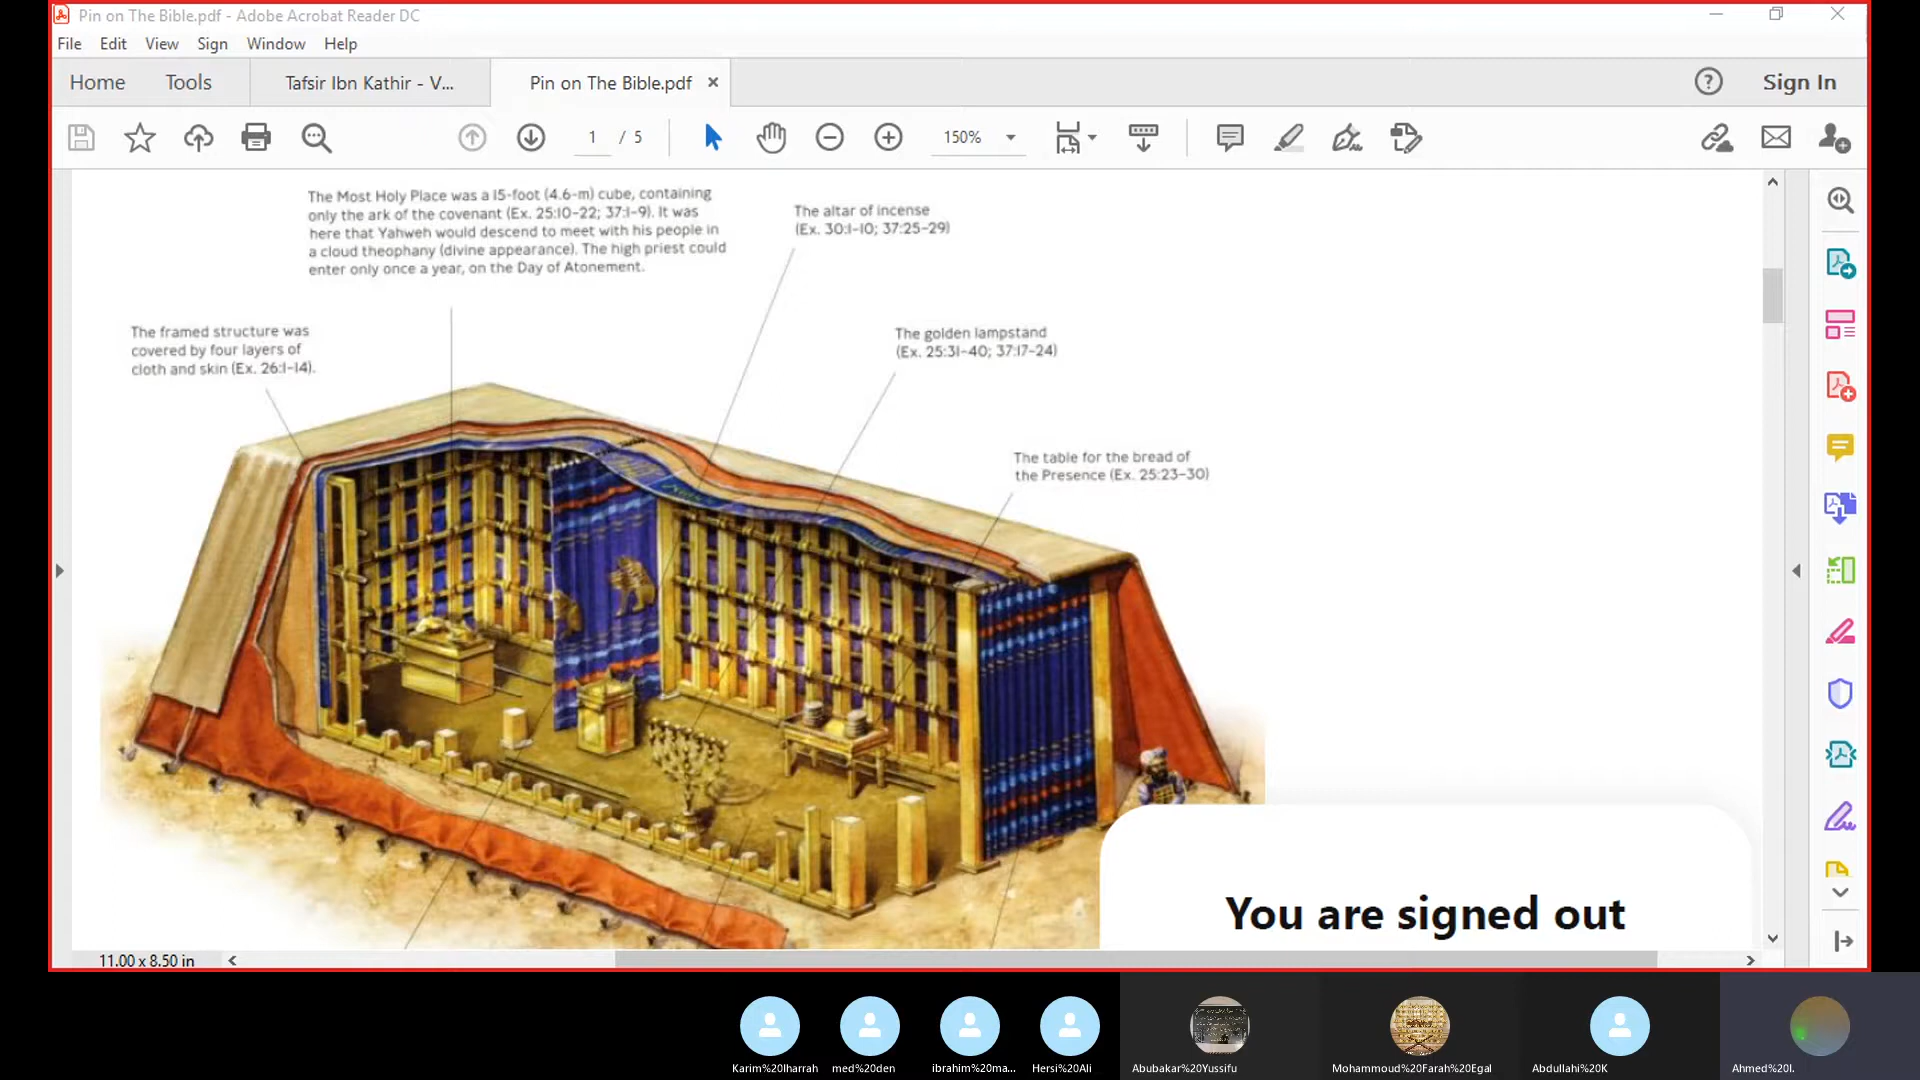 Pin on The Bible.pdf - Adobe Acrobat Reader DC
File Edit View Sign Window Help
Home Tools Tafsir Ibn Kathir - V... Pin on The Bible.pdf × Sign In
1 / 5 150%
The Most Holy Place was a 15-foot (4.6-m) cube, containing
only the ark of the covenant (Ex. 25:10–22; 37:1–9). It was
here that Yahweh would descend to meet with his people in
a cloud theophany (divine appearance). The high priest could
enter only once a year, on the Day of Atonement.
The altar of incense
(Ex. 30:1–10; 37:25–29)
The framed structure was
covered by four layers of
cloth and skin (Ex. 26:1–14).
The golden lampstand
(Ex. 25:31–40; 37:17–24)
The table for the bread of
the Presence (Ex. 25:23–30)
You are signed out
11.00 x 8.50 in
Karim%20Iharrah med%20den ibrahim%20ma... Hersi%20Ali Abubakar%20Yussifu Mohammoud%20Farah%20Egal Abdullahi%20K Ahmed%20I.